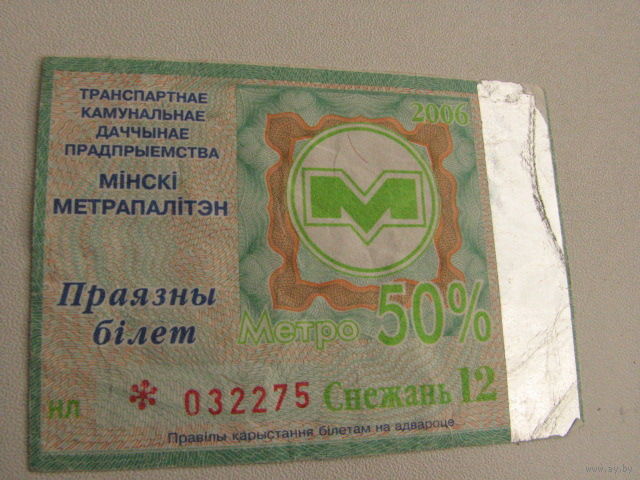 ТРАНСПАРТНАЕ
КАМУНАЛЬНАЕ
ДАЧЧЫНАЕ
ПРАДПРЫЕМСТВА
МІНСКІ
МЕТРАПАЛІТЭН
2006
М
Праязны
білет
Метро 50%
нл * 032275 Снежань 12
Правілы карыстання білетам на адвароце
www.ay.by